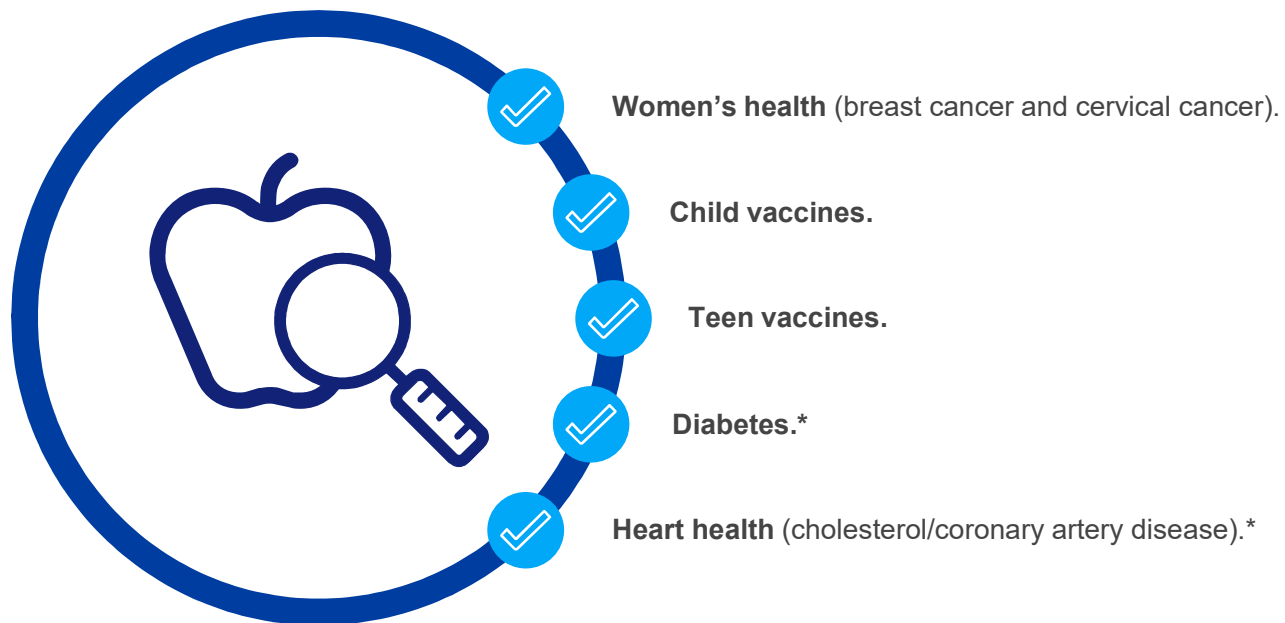 Women’s health (breast cancer and cervical cancer).
Child vaccines.
Teen vaccines.
Diabetes.*
Heart health (cholesterol/coronary artery disease).*